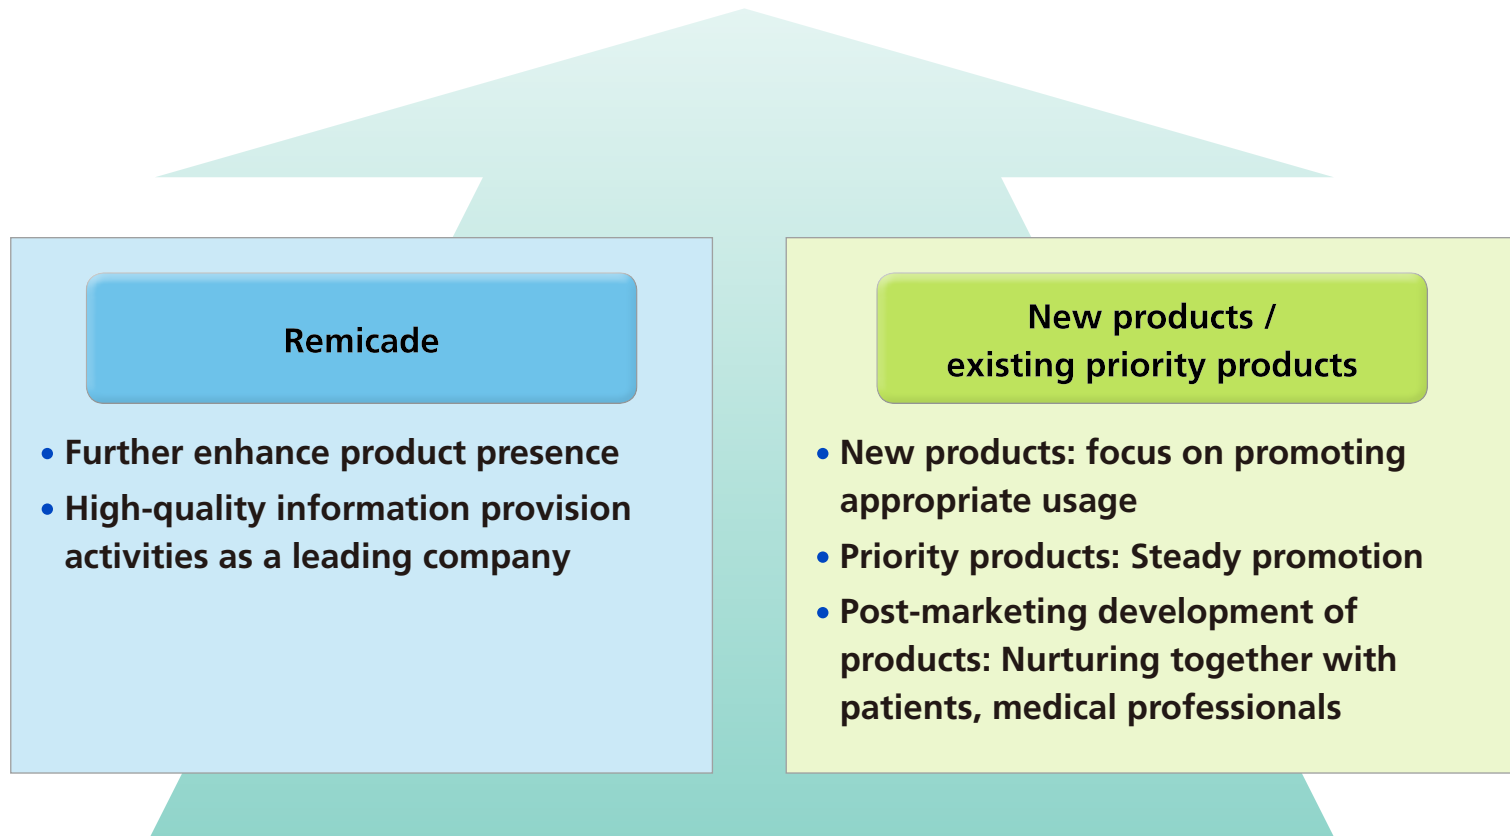 Remicade
• Further enhance product presence
• High-quality information provision
activities as a leading company
New products /
existing priority products
• New products: focus on promoting
appropriate usage
• Priority products: Steady promotion
• Post-marketing development of
products: Nurturing together with
patients, medical professionals